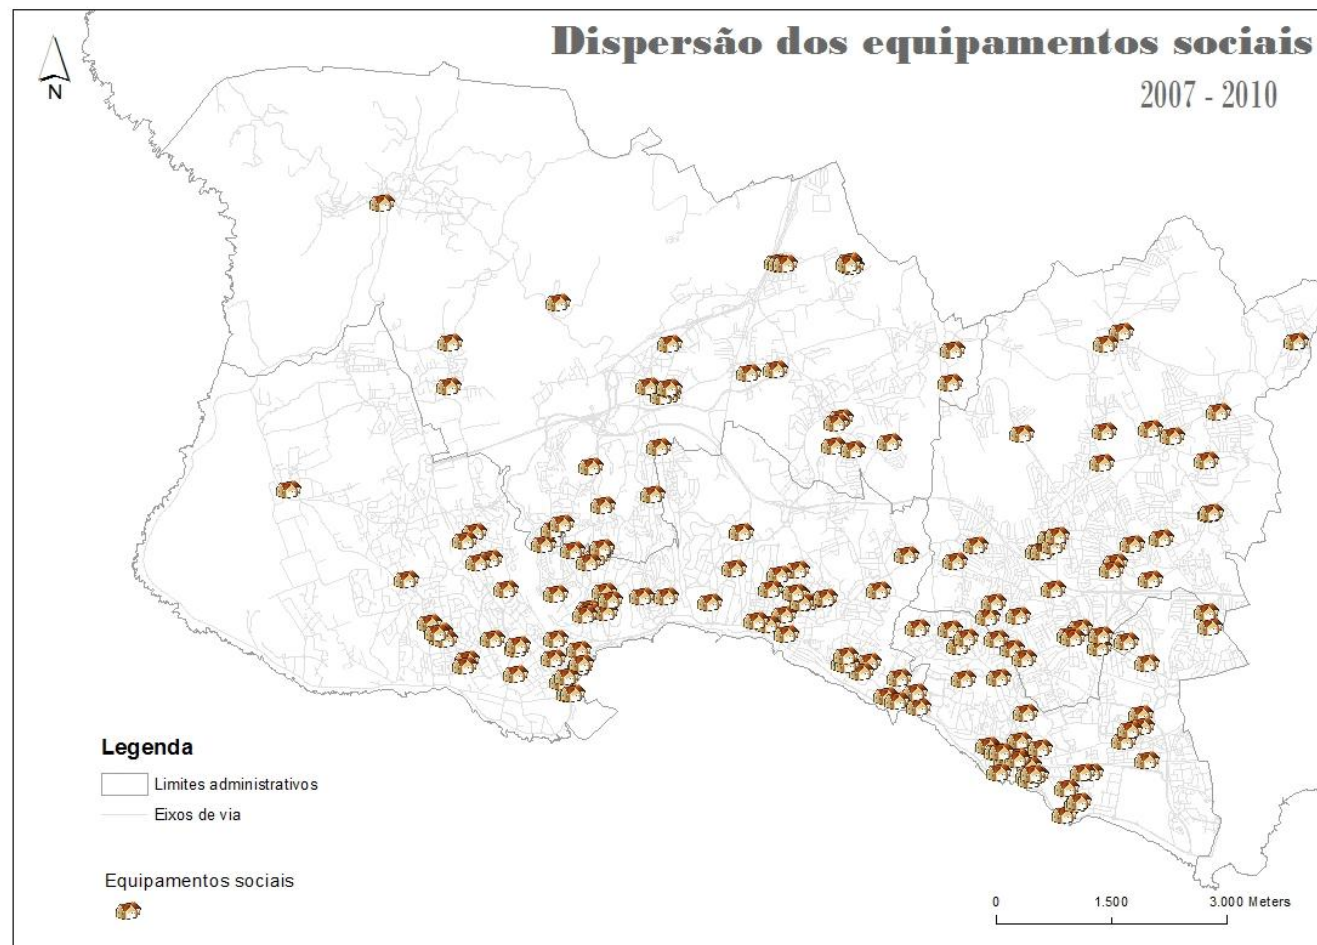 Dispersão dos equipamentos sociais
2007 - 2010
N
Legenda
Limites administrativos
Eixos de via
Equipamentos sociais
0 1.500 3.000 Meters